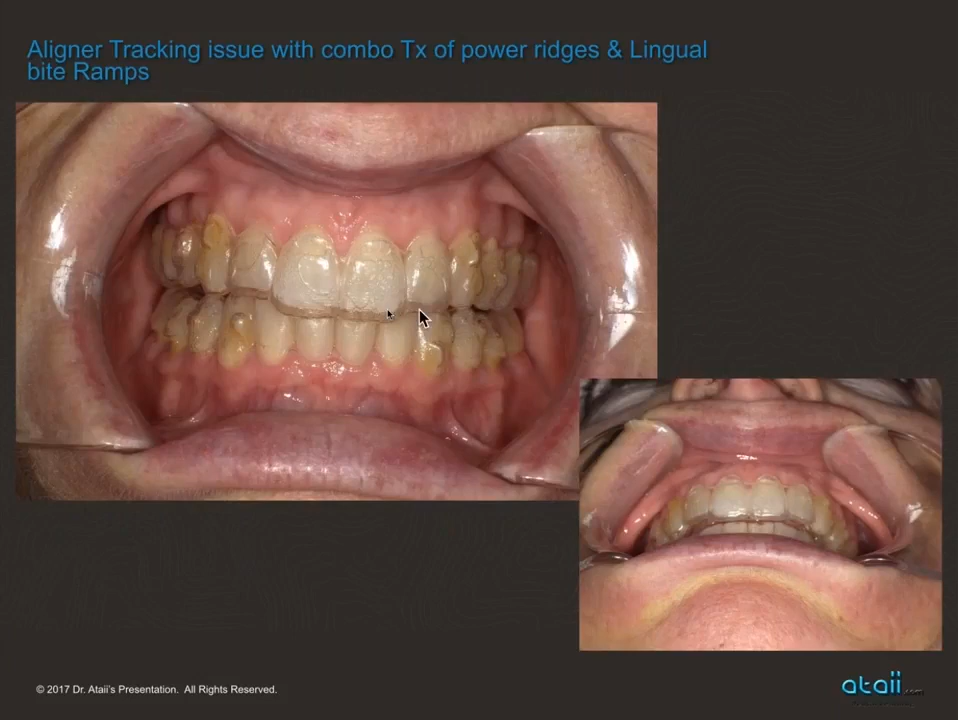 Aligner Tracking issue with combo Tx of power ridges & Lingual
bite Ramps
© 2017 Dr. Ataii's Presentation. All Rights Reserved.
ataii.com